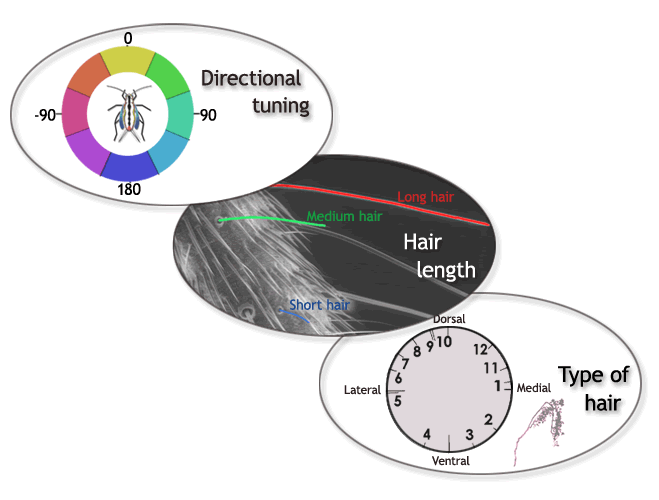 0
Directional
tuning
-90
90
180
Long hair
Medium hair
Hair
length
Short hair
Dorsal
9 10
8
12
7
11
6
Lateral
1
Medial
5
2
4
3
Ventral
Type of
hair